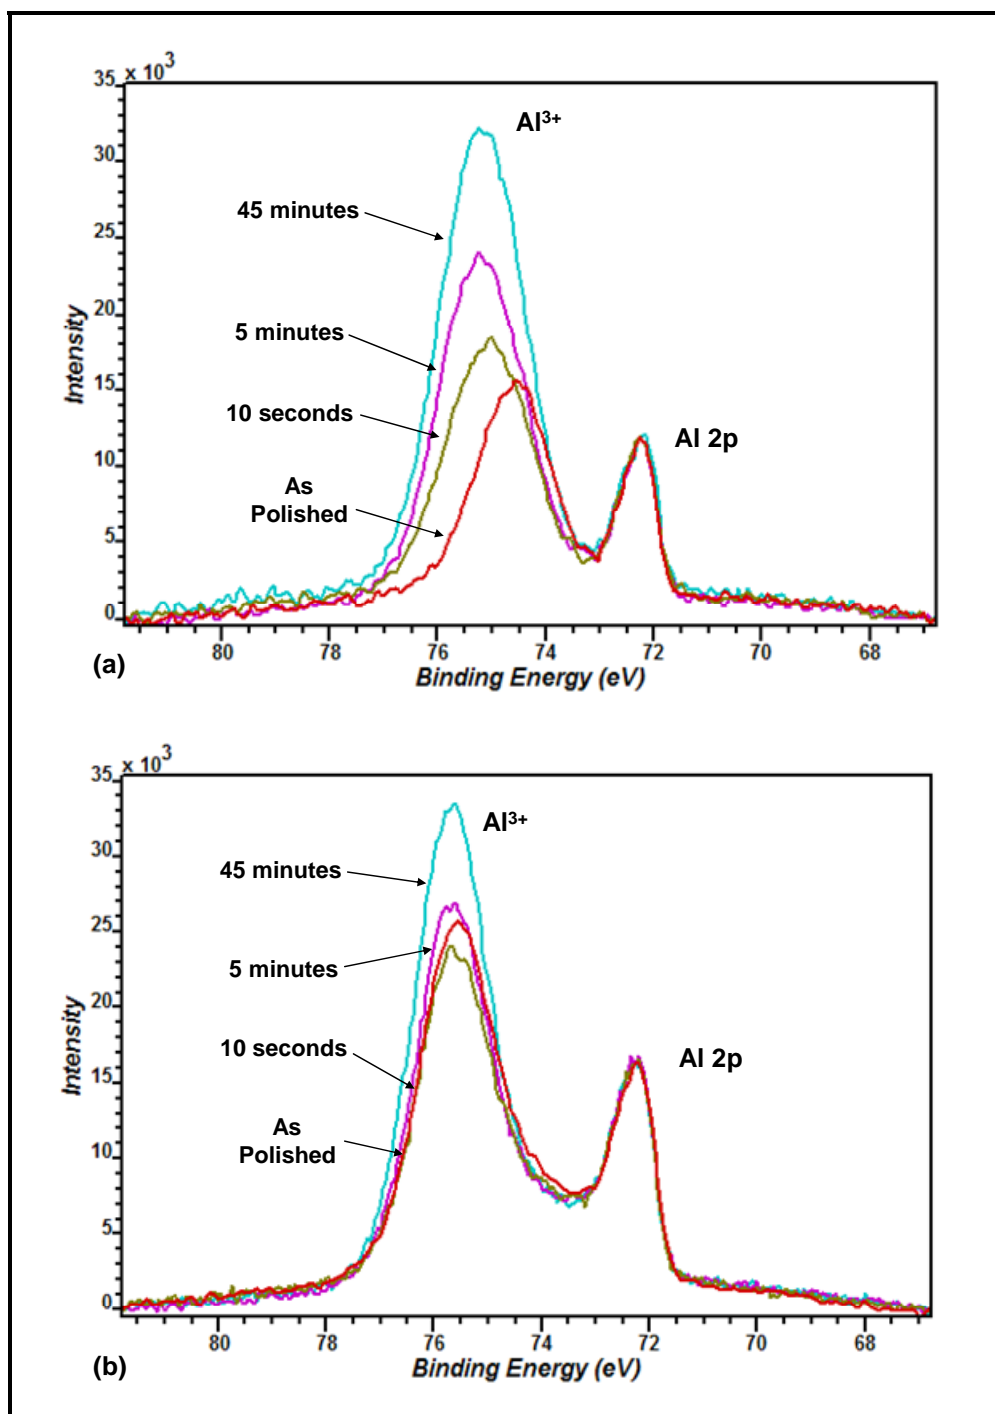 35 x 10³
30
25
20
15
10
5
0
Intensity
Al³⁺
45 minutes
5 minutes
10 seconds
As
Polished
Al 2p
80 78 76 74 72 70 68
Binding Energy (eV)
(a)
35 x 10³
30
25
20
15
10
5
0
Intensity
Al³⁺
45 minutes
5 minutes
10 seconds
As
Polished
Al 2p
80 78 76 74 72 70 68
Binding Energy (eV)
(b)